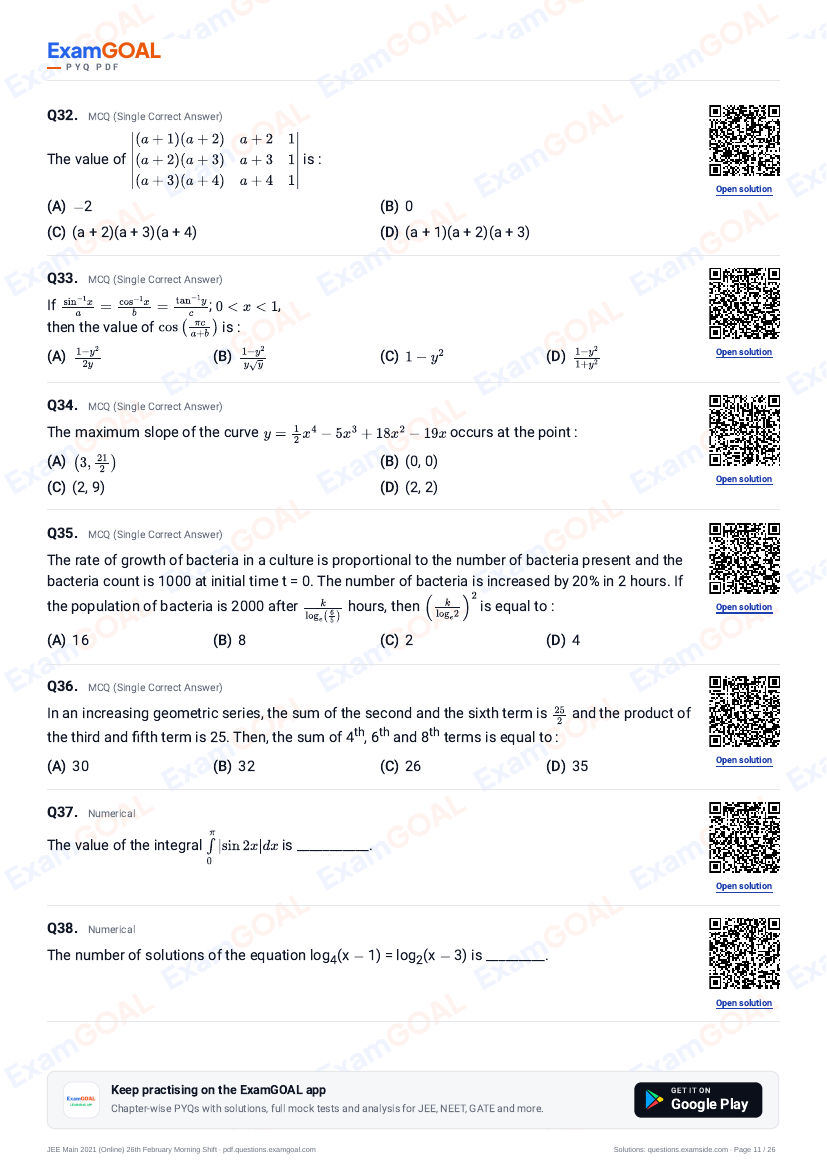 ExamGOAL
PYQ PDF
Q32. MCQ (Single Correct Answer)
The value of |(a + 1)(a + 2) a + 2 1|
|(a + 2)(a + 3) a + 3 1| is :
|(a + 3)(a + 4) a + 4 1|
Open solution
(A) −2 (B) 0
(C) (a + 2)(a + 3)(a + 4) (D) (a + 1)(a + 2)(a + 3)
Q33. MCQ (Single Correct Answer)
If sin⁻¹x/a = cos⁻¹x/b = tan⁻¹y/c; 0 < x < 1,
then the value of cos (πc/(a+b)) is :
Open solution
(A) (1−y²)/(2y) (B) (1−y²)/(y√y) (C) 1 − y² (D) (1−y²)/(1+y²)
Q34. MCQ (Single Correct Answer)
The maximum slope of the curve y = 1/2 x⁴ − 5x³ + 18x² − 19x occurs at the point :
(A) (3, 21/2) (B) (0, 0)
Open solution
(C) (2, 9) (D) (2, 2)
Q35. MCQ (Single Correct Answer)
The rate of growth of bacteria in a culture is proportional to the number of bacteria present and the
bacteria count is 1000 at initial time t = 0. The number of bacteria is increased by 20% in 2 hours. If
the population of bacteria is 2000 after k/logₑ(6/5) hours, then (k/logₑ2)² is equal to :
Open solution
(A) 16 (B) 8 (C) 2 (D) 4
Q36. MCQ (Single Correct Answer)
In an increasing geometric series, the sum of the second and the sixth term is 25/2 and the product of
the third and fifth term is 25. Then, the sum of 4th, 6th and 8th terms is equal to :
Open solution
(A) 30 (B) 32 (C) 26 (D) 35
Q37. Numerical
The value of the integral ∫₀^π |sin 2x|dx is __________.
Open solution
Q38. Numerical
The number of solutions of the equation log₄(x − 1) = log₂(x − 3) is ________.
Open solution
Keep practising on the ExamGOAL app
Chapter-wise PYQs with solutions, full mock tests and analysis for JEE, NEET, GATE and more.
GET IT ON
Google Play
JEE Main 2021 (Online) 26th February Morning Shift · pdf.questions.examgoal.com
Solutions: questions.examside.com · Page 11 / 26